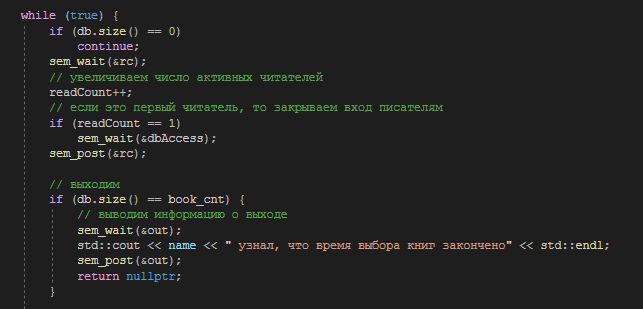 while (true) {
if (db.size() == 0)
continue;
sem_wait(&rc);
// увеличиваем число активных читателей
readCount++;
// если это первый читатель, то закрываем вход писателям
if (readCount == 1)
sem_wait(&dbAccess);
sem_post(&rc);
// выходим
if (db.size() == book_cnt) {
// выводим информацию о выходе
sem_wait(&out);
std::cout << name << " узнал, что время выбора книг закончено" << std::endl;
sem_post(&out);
return nullptr;
}